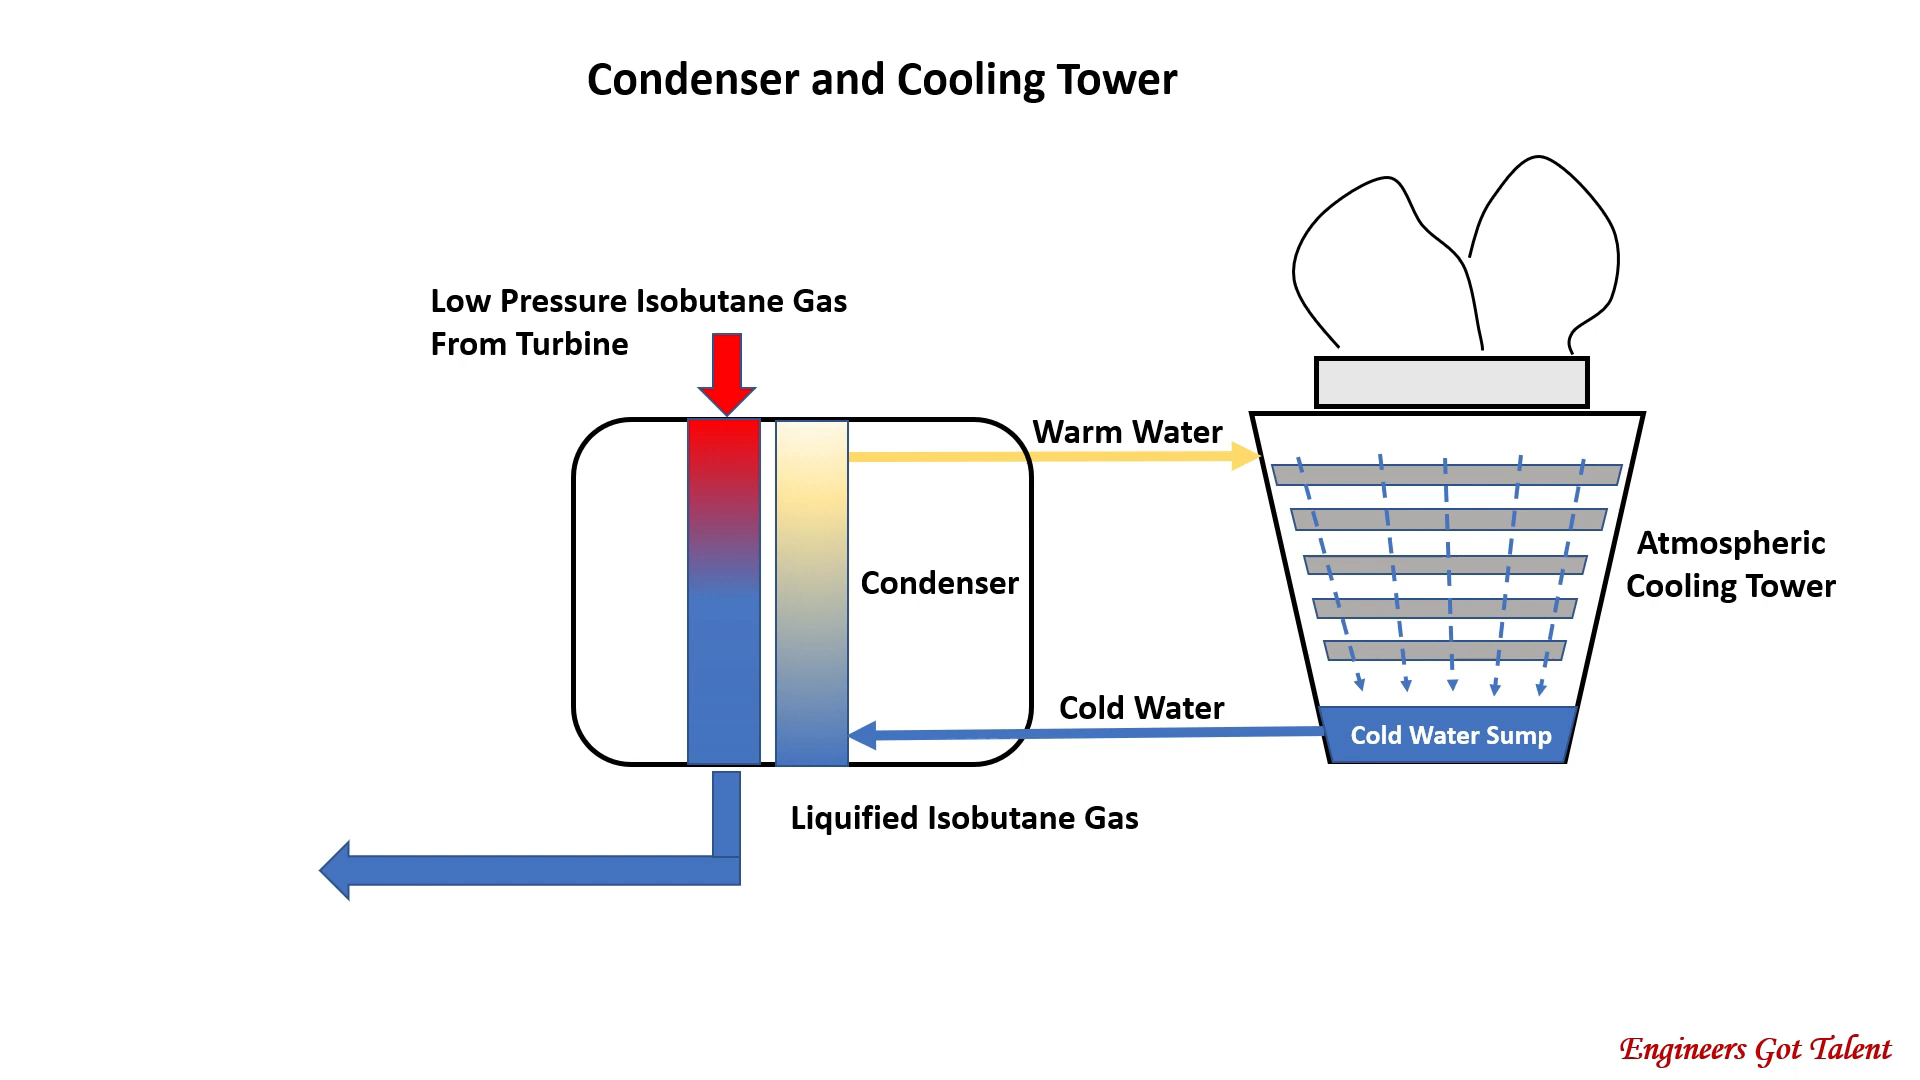 Condenser and Cooling Tower
Low Pressure Isobutane Gas
From Turbine
Warm Water
Condenser
Atmospheric
Cooling Tower
Cold Water
Cold Water Sump
Liquified Isobutane Gas
Engineers Got Talent